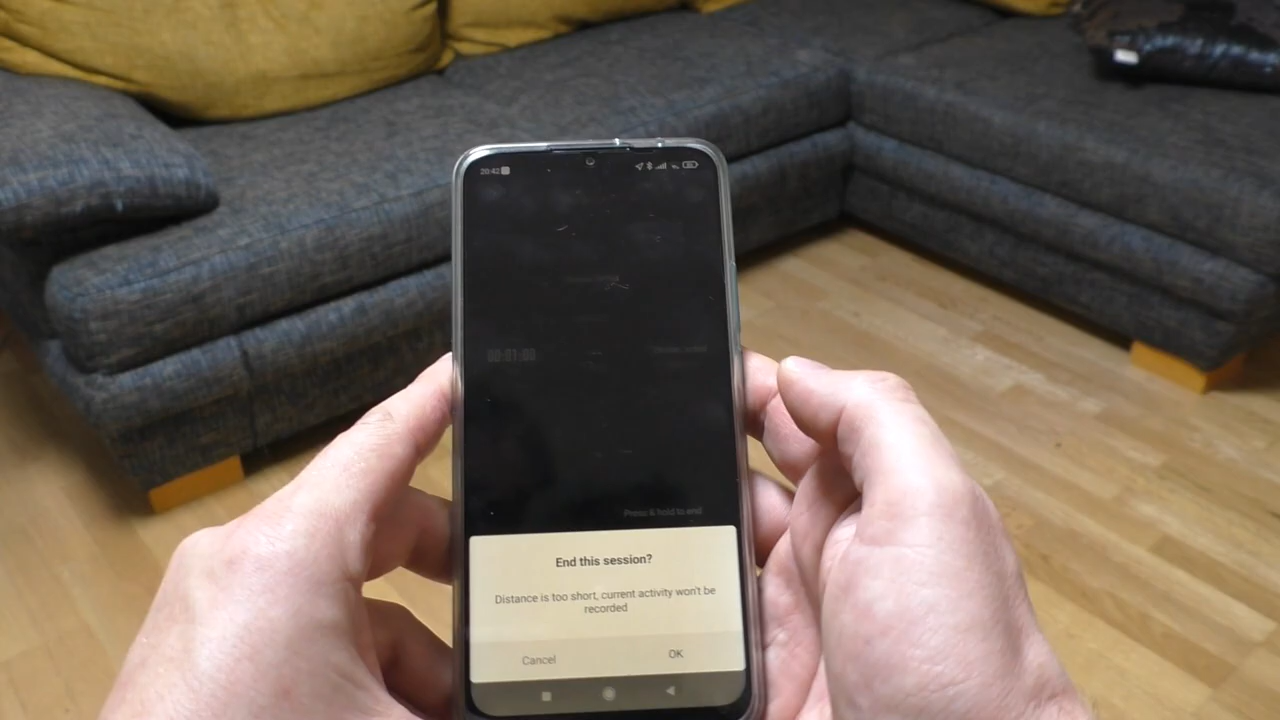 20:42
00:01:00
Press & hold to end
End this session?
Distance is too short, current activity won't be
recorded
Cancel
OK